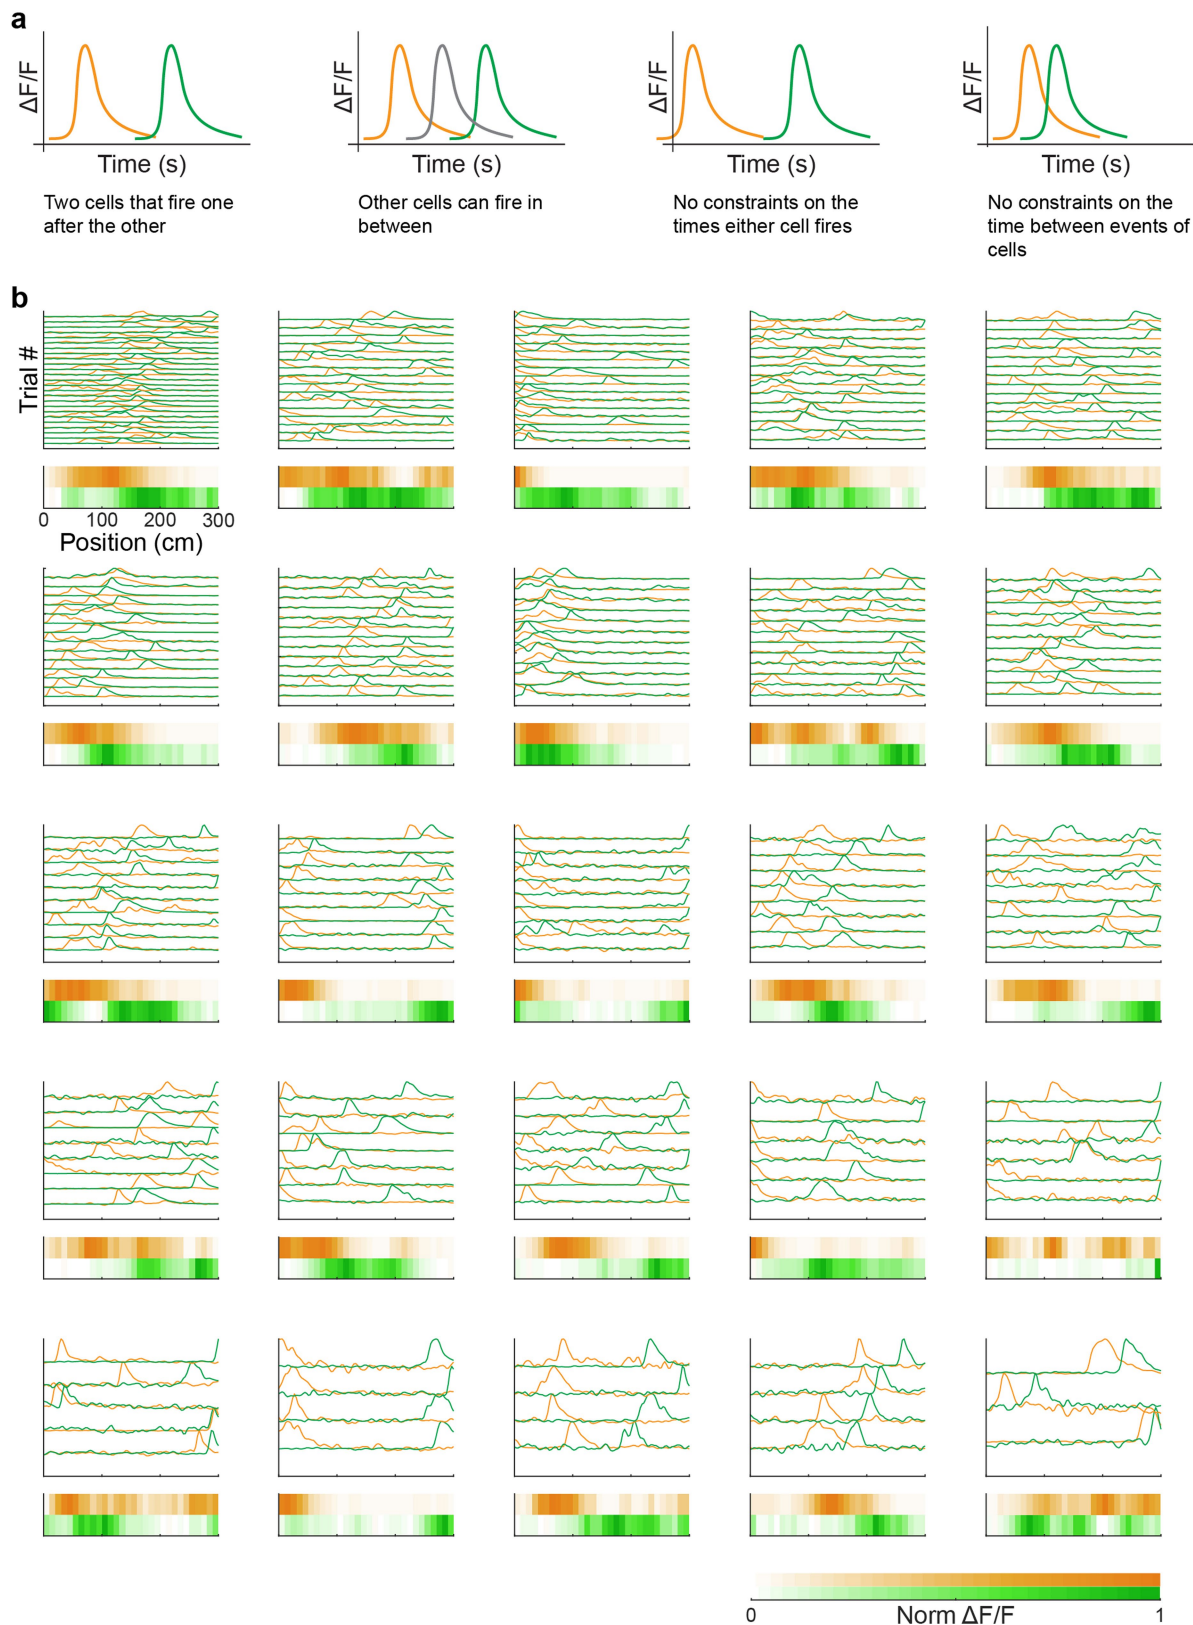 a
ΔF/F
ΔF/F
ΔF/F
ΔF/F
Time (s)
Time (s)
Time (s)
Time (s)
Two cells that fire one
after the other
Other cells can fire in
between
No constraints on the
times either cell fires
No constraints on the
time between events of
cells
b
Trial #
0 100 200 300
Position (cm)
0 Norm ΔF/F 1